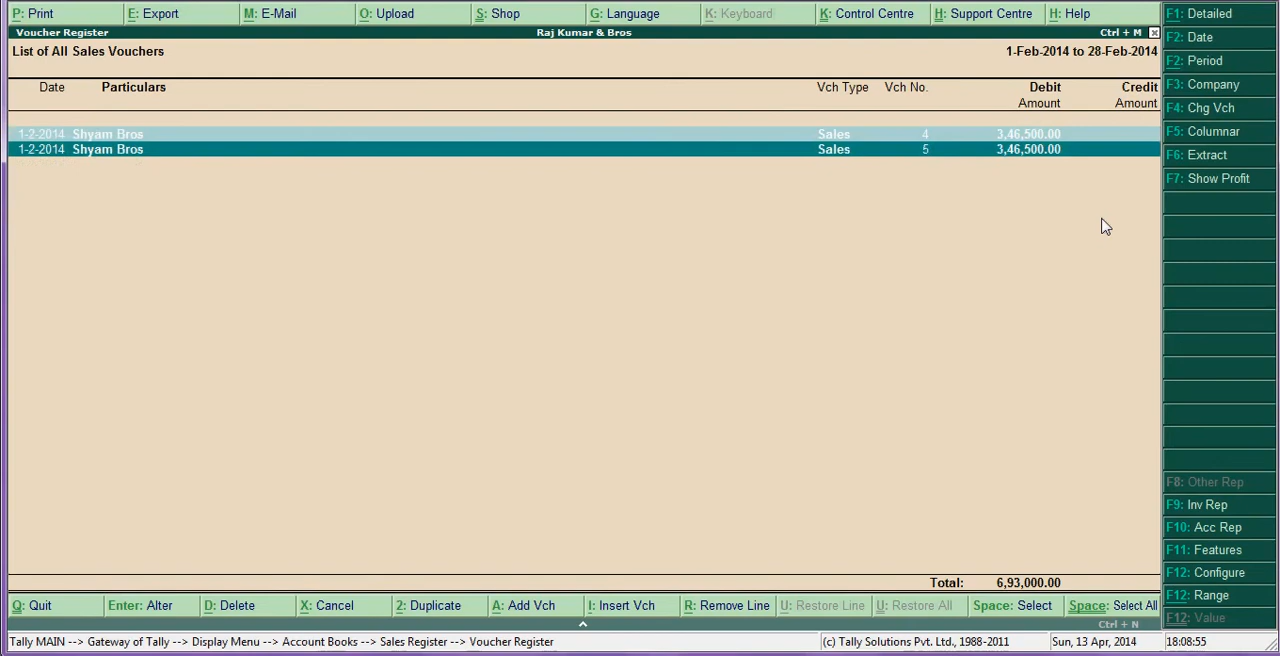 P: Print E: Export M: E-Mail O: Upload S: Shop G: Language K: Keyboard K: Control Centre H: Support Centre H: Help
Voucher Register Raj Kumar & Bros Ctrl + M
List of All Sales Vouchers 1-Feb-2014 to 28-Feb-2014
Date Particulars Vch Type Vch No. Debit Credit
Amount Amount
1-2-2014 Shyam Bros Sales 4 3,46,500.00
1-2-2014 Shyam Bros Sales 5 3,46,500.00
Total: 6,93,000.00
Q: Quit Enter: Alter D: Delete X: Cancel 2: Duplicate A: Add Vch I: Insert Vch R: Remove Line U: Restore Line U: Restore All Space: Select Space: Select All
Ctrl + N
Tally MAIN --> Gateway of Tally --> Display Menu --> Account Books --> Sales Register --> Voucher Register (c) Tally Solutions Pvt. Ltd., 1988-2011 Sun, 13 Apr, 2014 18:08:55
F1: Detailed
F2: Date
F2: Period
F3: Company
F4: Chg Vch
F5: Columnar
F6: Extract
F7: Show Profit
F8: Other Rep
F9: Inv Rep
F10: Acc Rep
F11: Features
F12: Configure
F12: Range
F12: Value